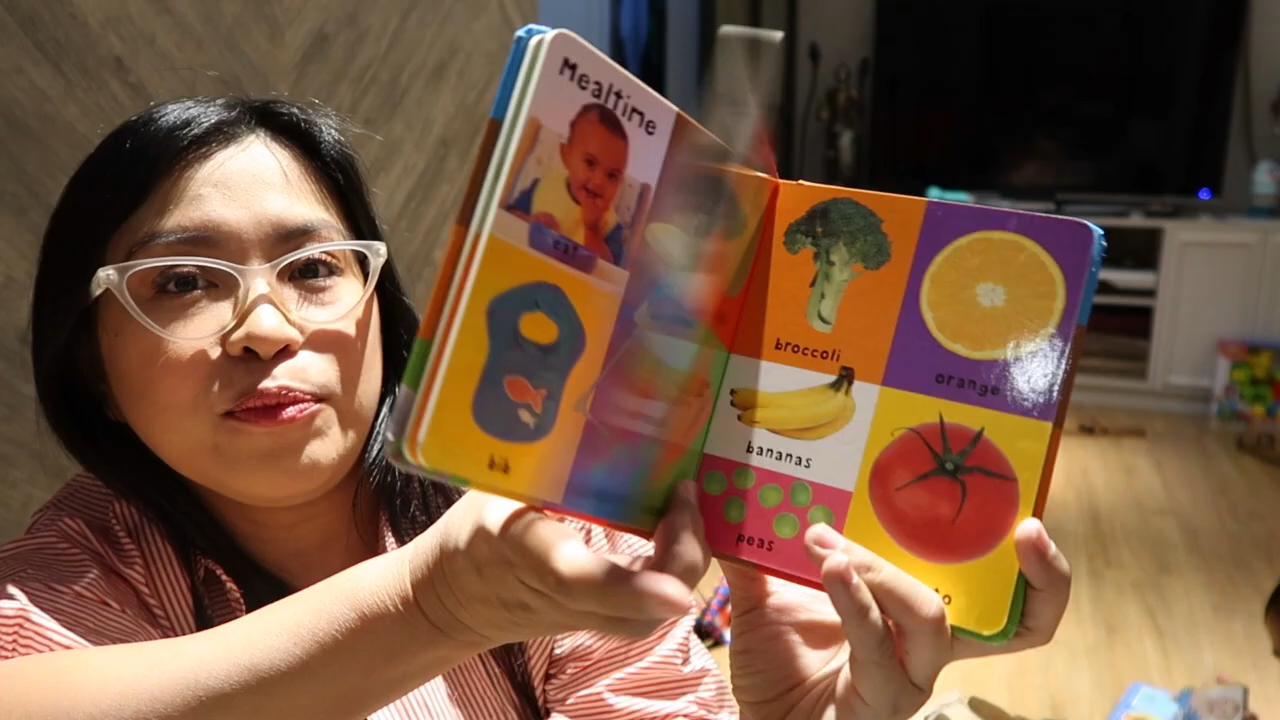 Mealtime
eat
bib
broccoli
orange
bananas
peas